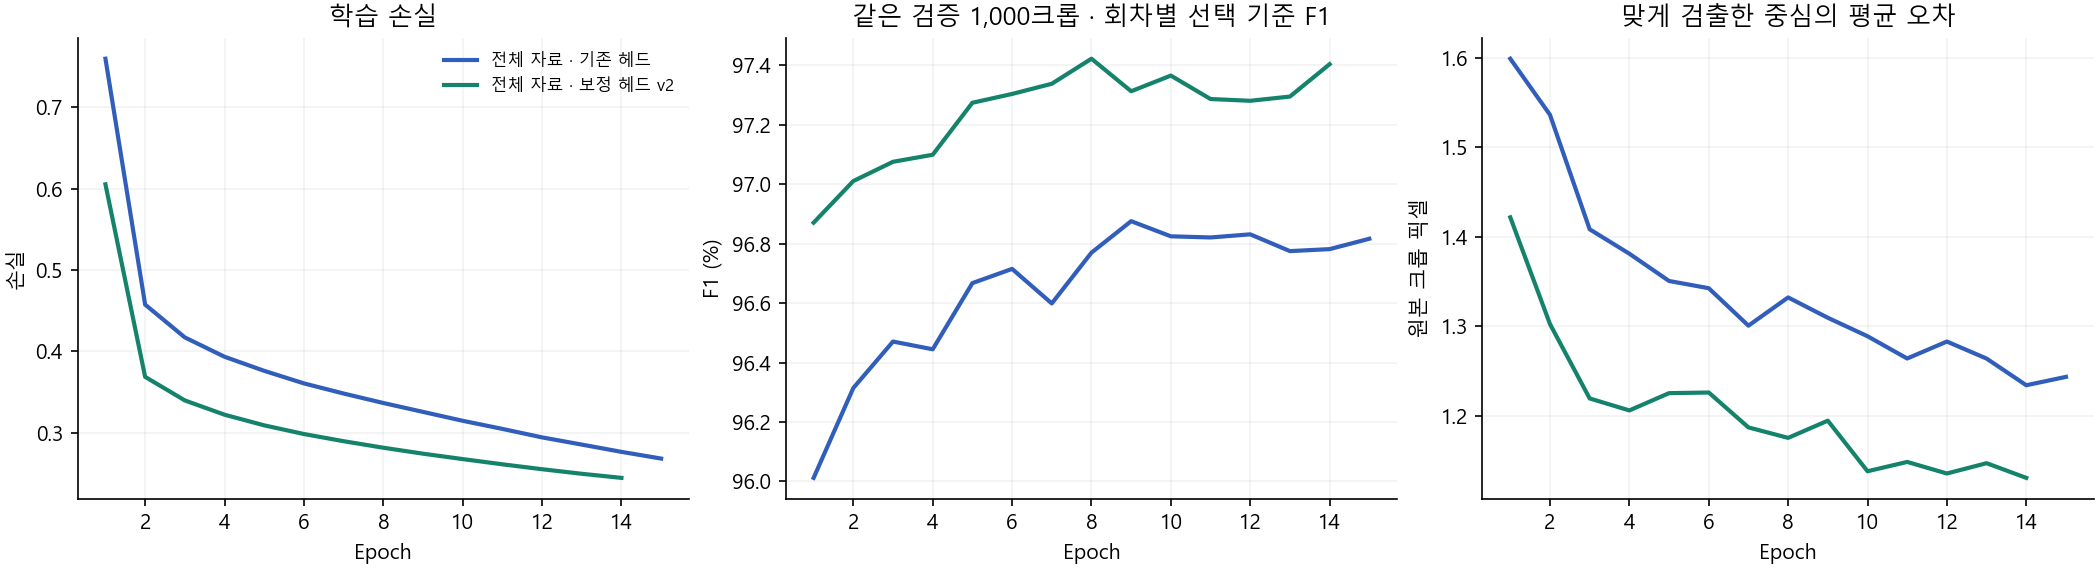 학습 손실
전체 자료 · 기존 헤드
전체 자료 · 보정 헤드 v2
손실
0.7
0.6
0.5
0.4
0.3
2 4 6 8 10 12 14
Epoch
같은 검증 1,000크롭 · 회차별 선택 기준 F1
F1 (%)
97.4
97.2
97.0
96.8
96.6
96.4
96.2
96.0
2 4 6 8 10 12 14
Epoch
맞게 검출한 중심의 평균 오차
원본 크롭 픽셀
1.6
1.5
1.4
1.3
1.2
2 4 6 8 10 12 14
Epoch